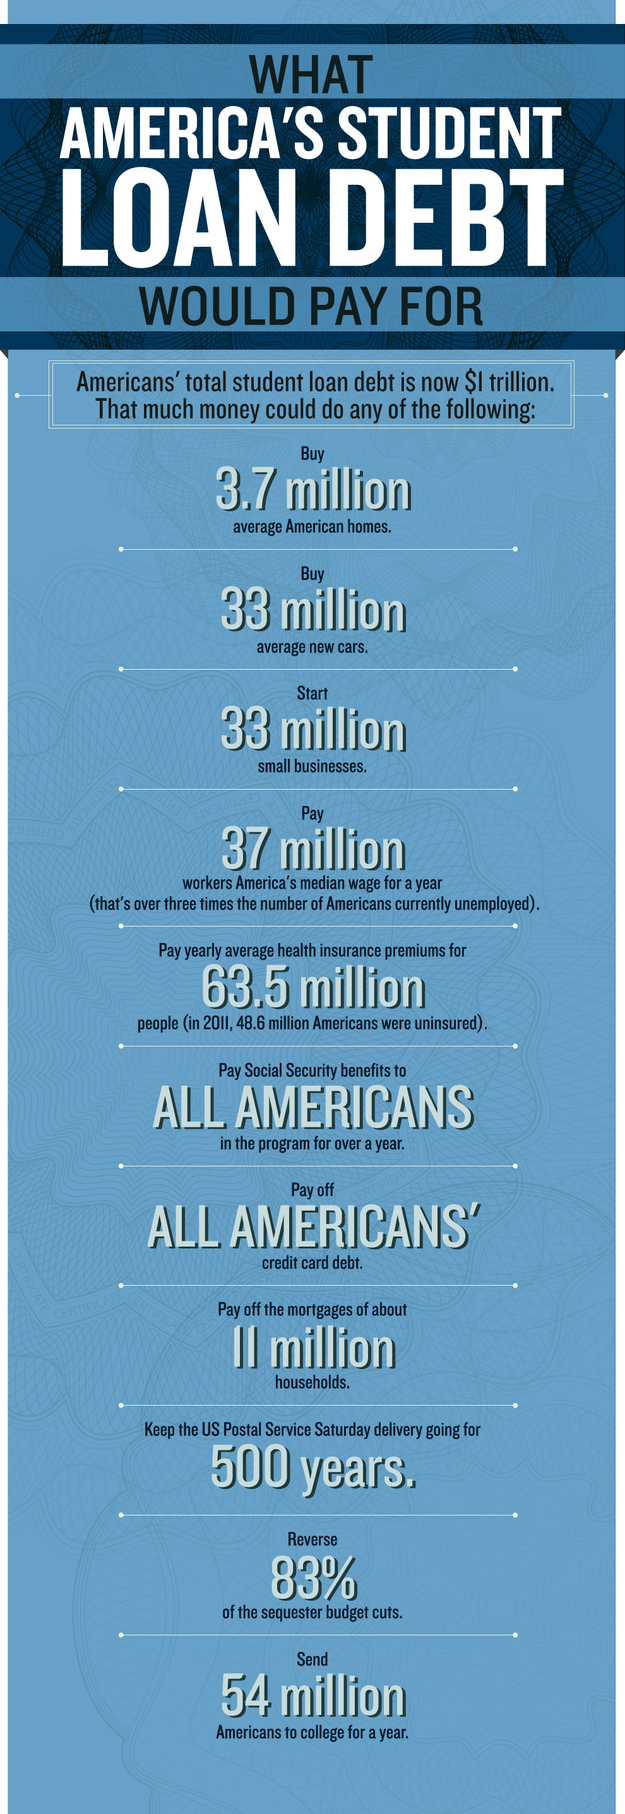 WHAT
AMERICA'S STUDENT
LOAN DEBT
WOULD PAY FOR
Americans' total student loan debt is now $1 trillion.
That much money could do any of the following:
Buy
3.7 million
average American homes.
Buy
33 million
average new cars.
Start
33 million
small businesses.
Pay
37 million
workers America's median wage for a year
(that's over three times the number of Americans currently unemployed).
Pay yearly average health insurance premiums for
63.5 million
people (in 2011, 48.6 million Americans were uninsured).
Pay Social Security benefits to
ALL AMERICANS
in the program for over a year.
Pay off
ALL AMERICANS'
credit card debt.
Pay off the mortgages of about
11 million
households.
Keep the US Postal Service Saturday delivery going for
500 years.
Reverse
83%
of the sequester budget cuts.
Send
54 million
Americans to college for a year.